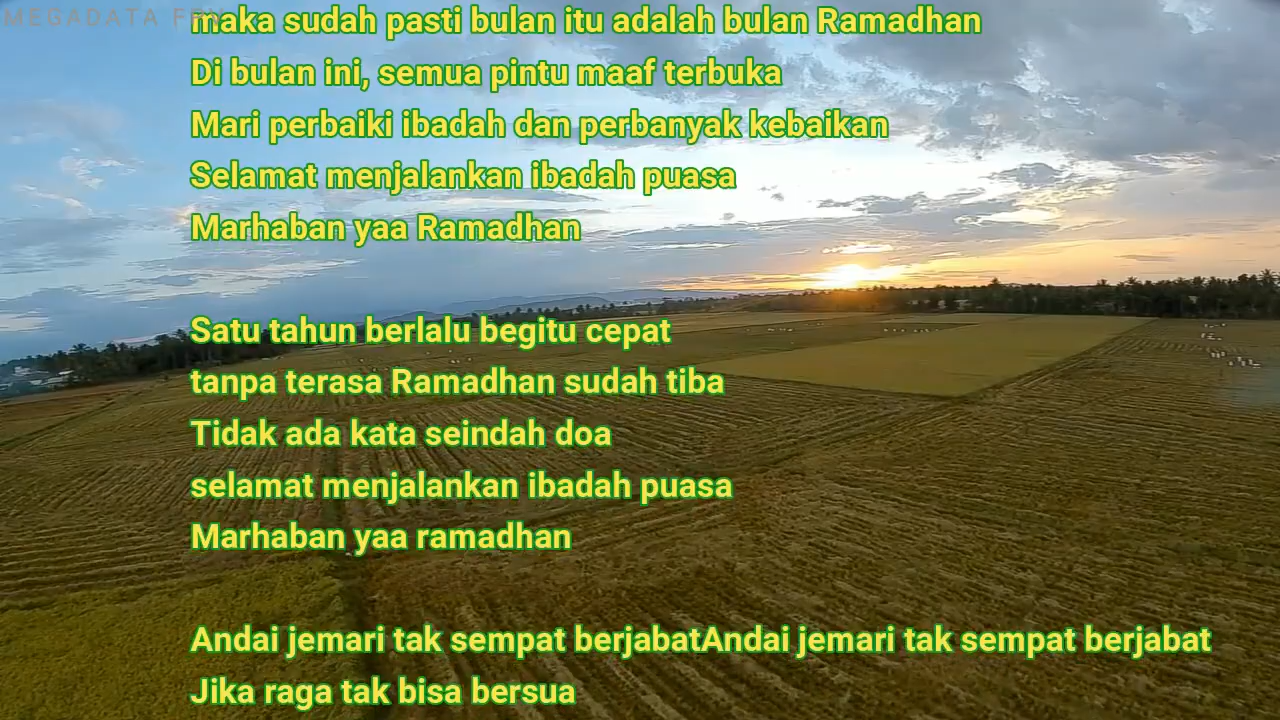 MEGADATA FPV
maka sudah pasti bulan itu adalah bulan Ramadhan
Di bulan ini, semua pintu maaf terbuka
Mari perbaiki ibadah dan perbanyak kebaikan
Selamat menjalankan ibadah puasa
Marhaban yaa Ramadhan
Satu tahun berlalu begitu cepat
tanpa terasa Ramadhan sudah tiba
Tidak ada kata seindah doa
selamat menjalankan ibadah puasa
Marhaban yaa ramadhan
Andai jemari tak sempat berjabatAndai jemari tak sempat berjabat
Jika raga tak bisa bersua